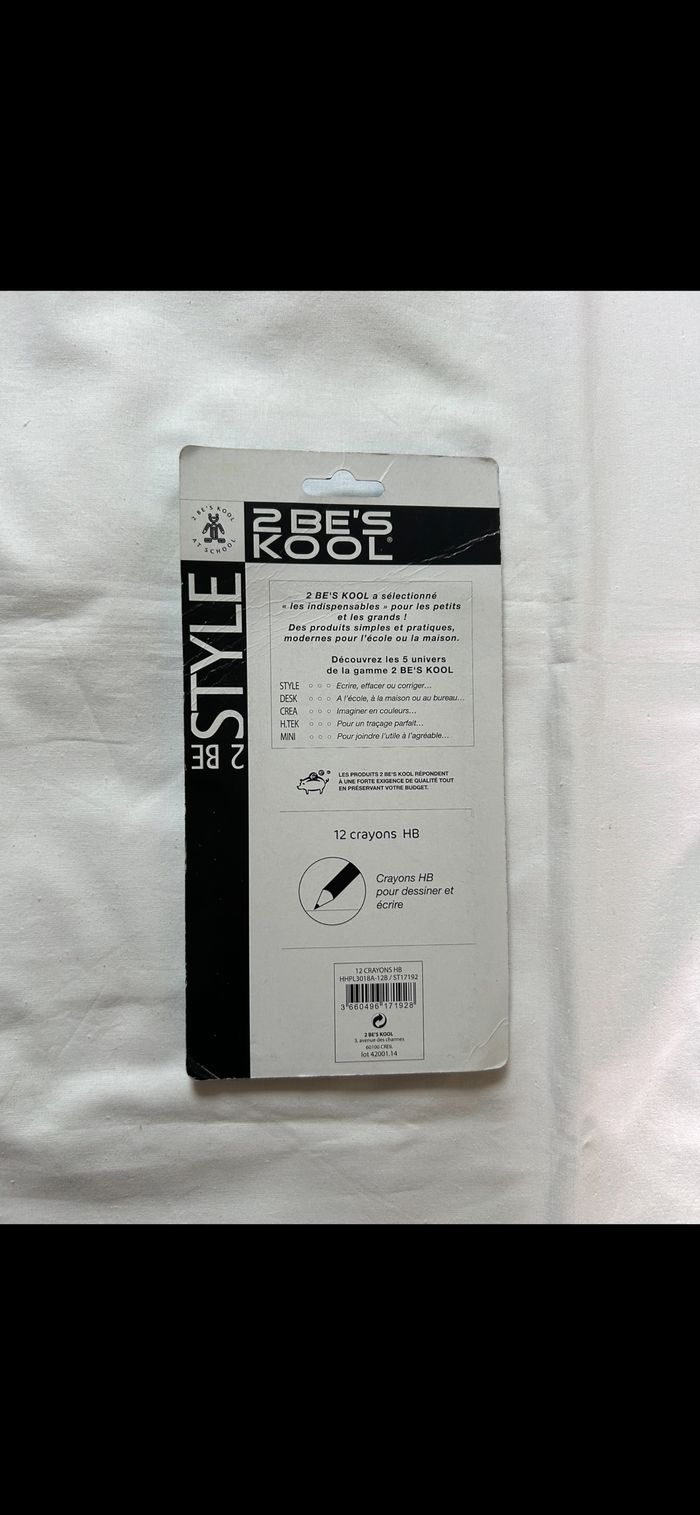 2 BE'S KOOL
AT SCHOOL
2 BE'S
KOOL®
2 BE STYLE
2 BE'S KOOL a sélectionné
« les indispensables » pour les petits
et les grands !
Des produits simples et pratiques,
modernes pour l'école ou la maison.
Découvrez les 5 univers
de la gamme 2 BE'S KOOL
STYLE ○ ○ ○ Ecrire, effacer ou corriger...
DESK ○ ○ ○ A l'école, à la maison ou au bureau...
CREA ○ ○ ○ Imaginer en couleurs...
H.TEK ○ ○ ○ Pour un traçage parfait...
MINI ○ ○ ○ Pour joindre l'utile à l'agréable...
LES PRODUITS 2 BE'S KOOL RÉPONDENT
À UNE FORTE EXIGENCE DE QUALITÉ TOUT
EN PRÉSERVANT VOTRE BUDGET.
12 crayons HB
Crayons HB
pour dessiner et
écrire
12 CRAYONS HB
HHPL3018A-12B / ST17192
3 660496 171928
2 BE'S KOOL
3, avenue des charmes
60100 CREIL
lot 42001.14